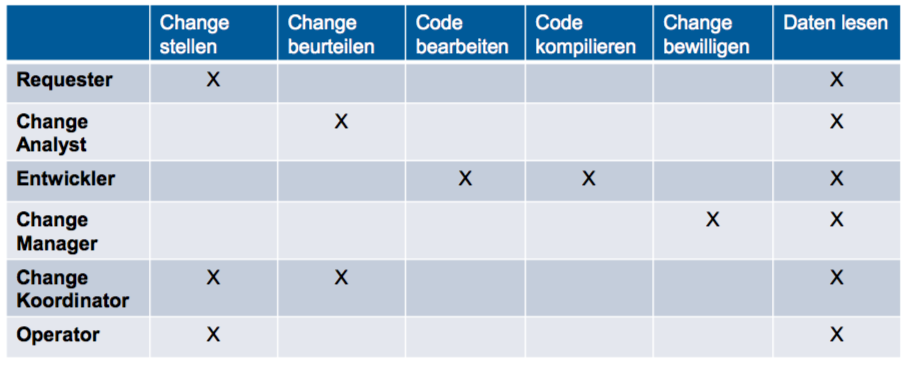 Change stellen	Change beurteilen	Code bearbeiten	Code kompilieren	Change bewilligen	Daten lesen
Requester	X					X
Change Analyst		X				X
Entwickler			X	X		X
Change Manager					X	X
Change Koordinator	X	X				X
Operator	X					X